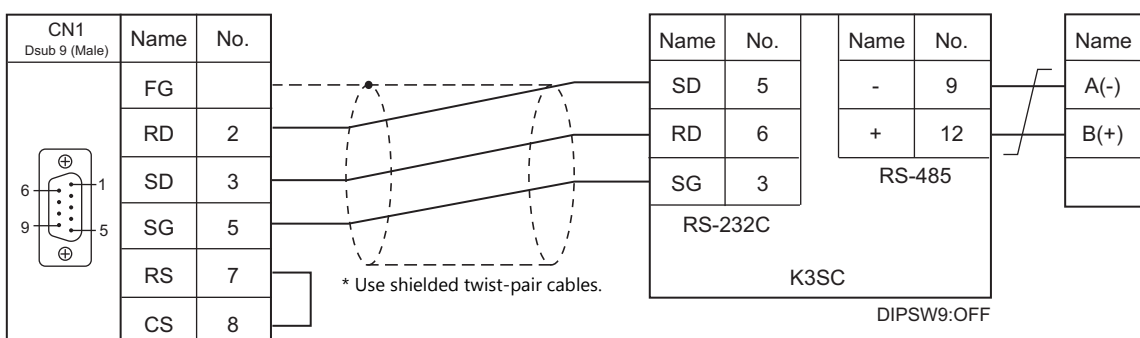 CN1
Dsub 9 (Male)
Name No.
FG
RD 2
SD 3
SG 5
RS 7
CS 8
6 1
9 5
* Use shielded twist-pair cables.
Name No.
SD 5
RD 6
SG 3
RS-232C
Name No.
- 9
+ 12
RS-485
K3SC
DIPSW9:OFF
Name
A(-)
B(+)